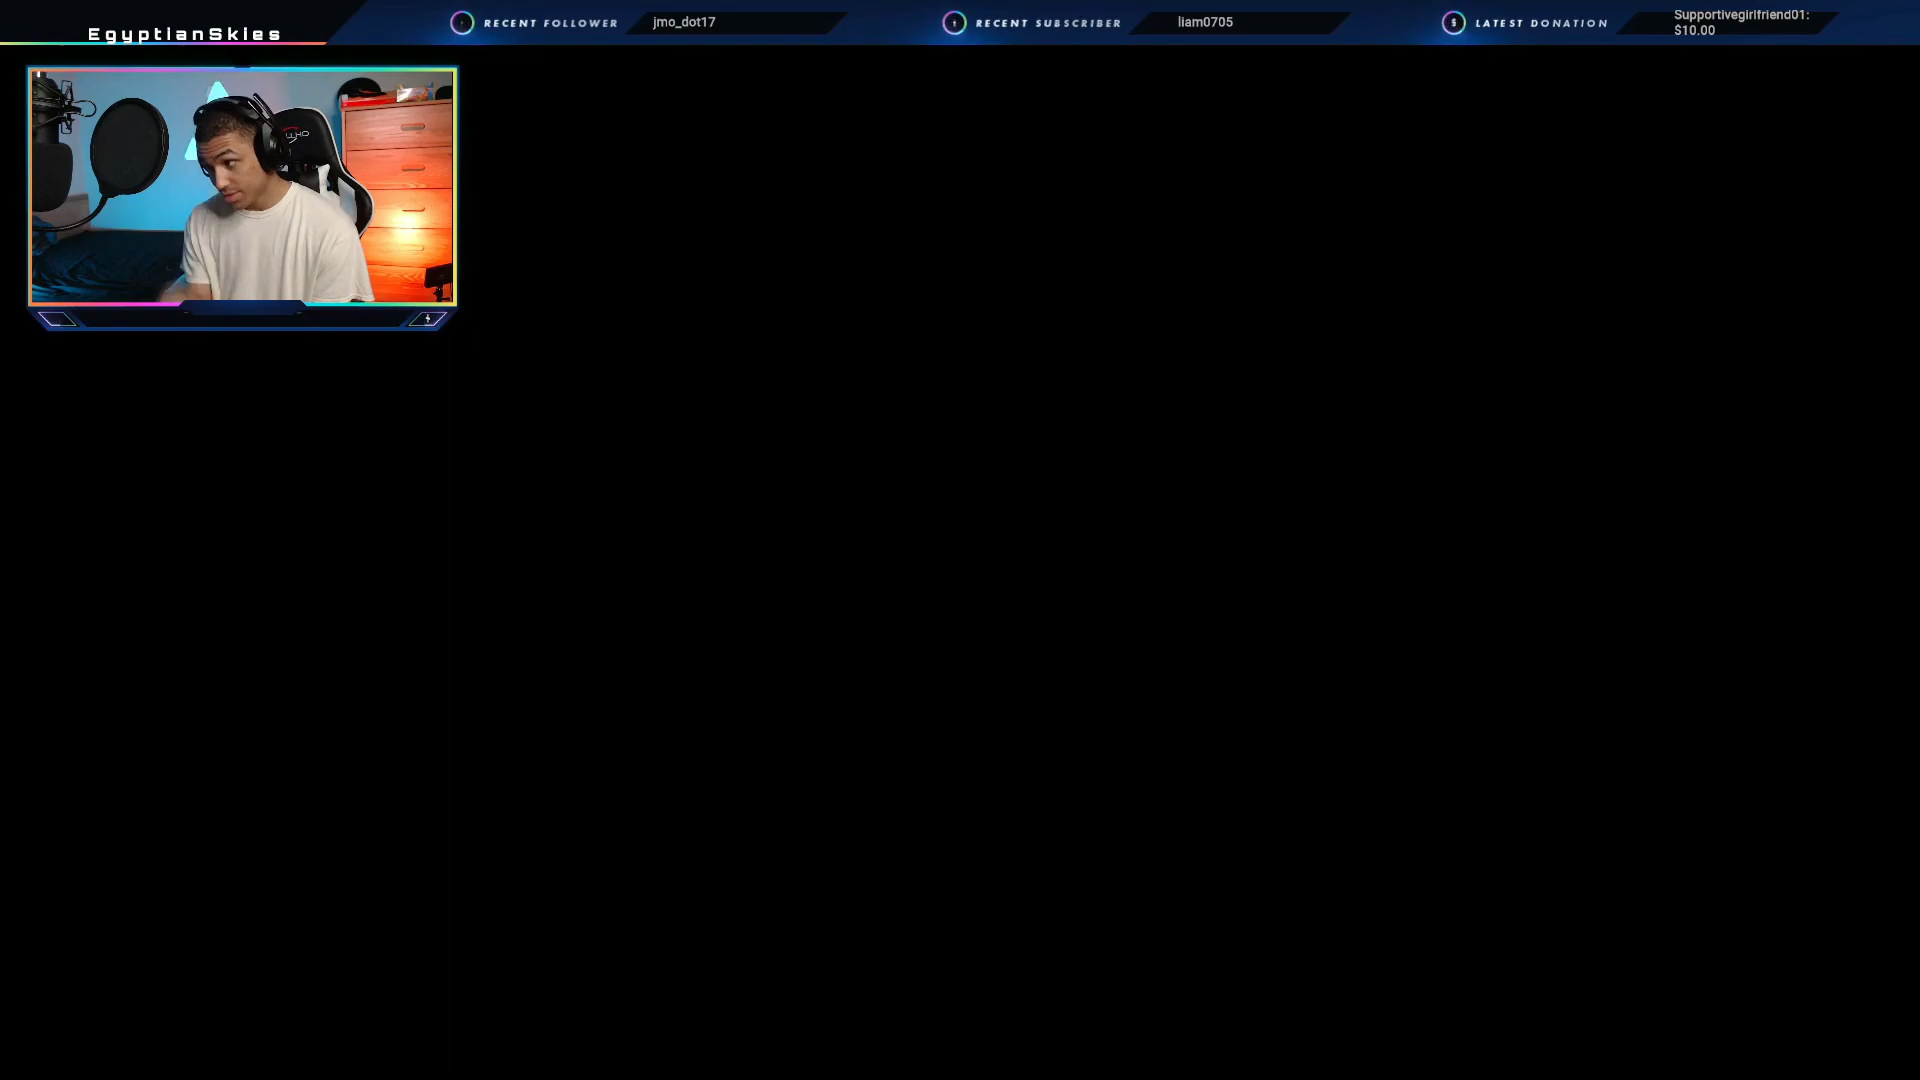 EgyptianSkies
RECENT FOLLOWER
jmo_dot17
RECENT SUBSCRIBER
liam0705
LATEST DONATION
Supportivegirlfriend01:
$10.00